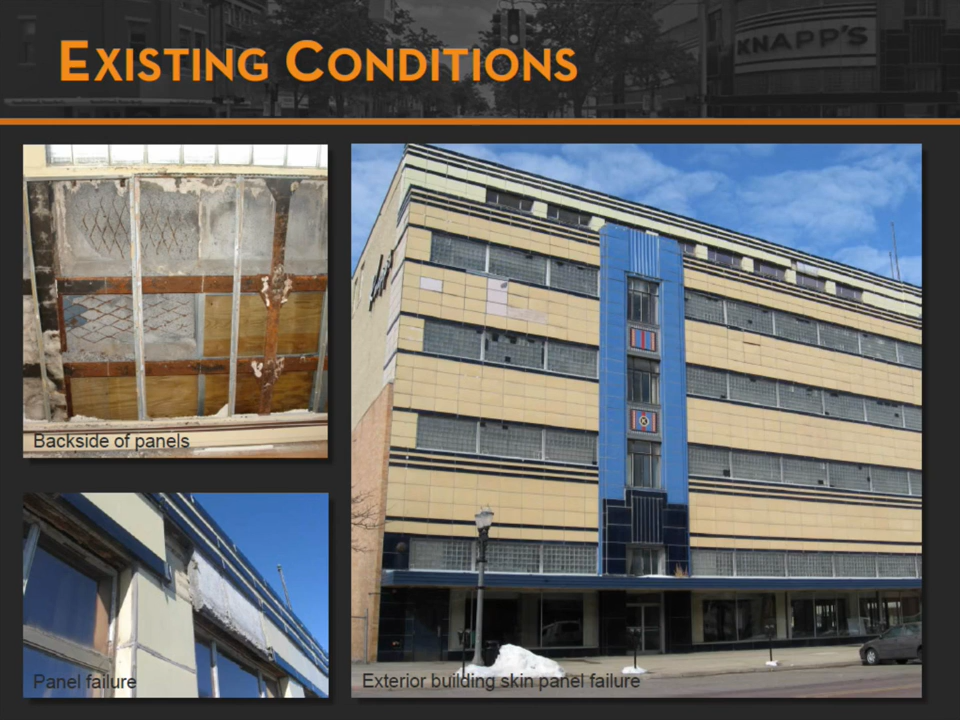 EXISTING CONDITIONS
KNAPP'S
Backside of panels
Panel failure
Exterior building skin panel failure